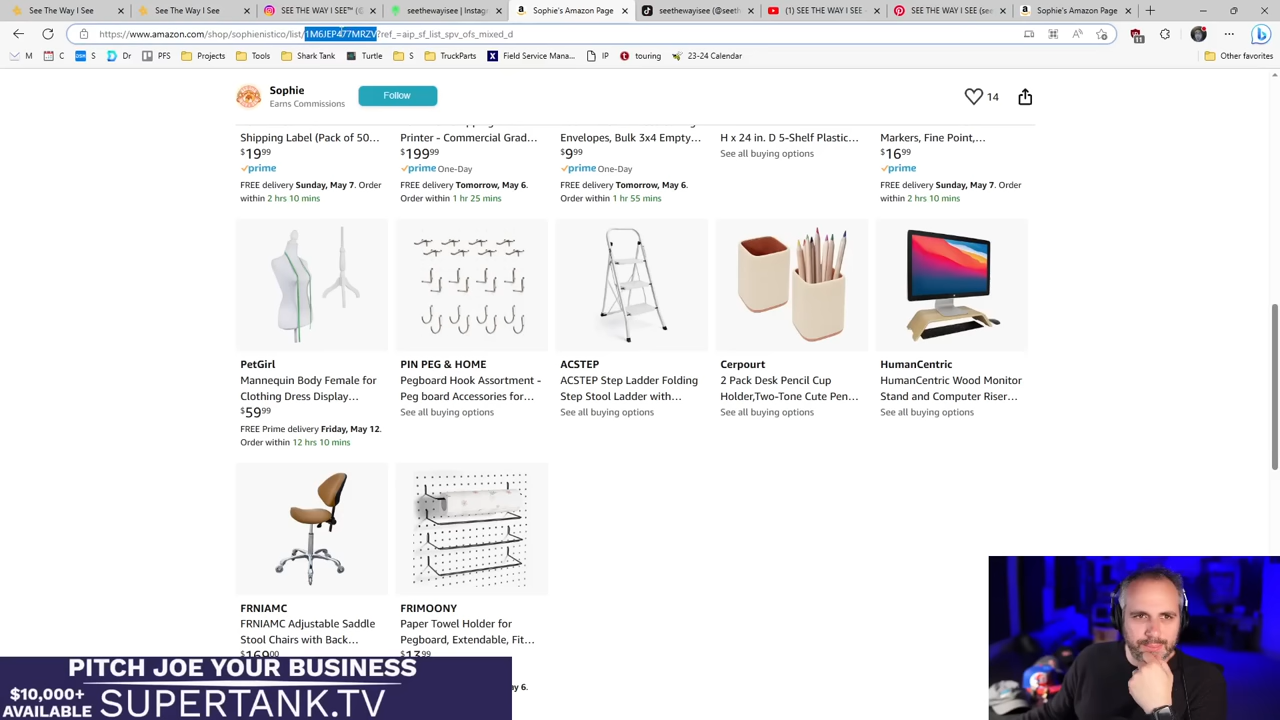 See The Way I See
See The Way I See
SEE THE WAY I SEE™ ©
seethewayisee | Instag
Sophie's Amazon Page
seethewayisee (@seeth
SEE THE WAY I SEE - 
SEE THE WAY I SEE (se
Sophie's Amazon Page
https://www.amazon.com/shop/sophienistico/list/1M6JEP477MRZV?ref_=aip_sf_list_spv_ofs_mixed_d
11
Cal
DSR
D
PFS
Projects
Tools
Shark Tank
S
TruckParts
Field Service Mana...
IP
touring
23-24 Calendar
Other favorites
Sophie
Earns Commissions
Follow
14
Shipping Label (Pack of 50...
$19.99
prime
FREE delivery Sunday, May 7. Order
within 2 hrs 10 mins
Printer - Commercial Grad...
$199.99
prime One-Day
FREE delivery Tomorrow, May 6.
Order within 1 hr 25 mins
Envelopes, Bulk 3x4 Empty...
$9.99
prime One-Day
FREE delivery Tomorrow, May 6.
Order within 1 hr 55 mins
H x 24 in. D 5-Shelf Plastic...
See all buying options
Markers, Fine Point,...
$16.99
prime
FREE delivery Sunday, May 7. Order
within 2 hrs 10 mins
PetGirl
Mannequin Body Female for
Clothing Dress Display...
$59.99
FREE Prime delivery Friday, May 12.
Order within 12 hrs 10 mins
PIN PEG & HOME
Pegboard Hook Assortment -
Peg board Accessories for...
See all buying options
ACSTEP
ACSTEP Step Ladder Folding
Step Stool Ladder with...
See all buying options
Cerpourt
2 Pack Desk Pencil Cup
Holder,Two-Tone Cute Pen...
See all buying options
HumanCentric
HumanCentric Wood Monitor
Stand and Computer Riser...
See all buying options
FRNIAMC
FRNIAMC Adjustable Saddle
Stool Chairs with Back...
$169.00
FRIMOONY
Paper Towel Holder for
Pegboard, Extendable, Fit...
$13.99
ay 6.
PITCH JOE YOUR BUSINESS
$10,000+
AVAILABLE
SUPERTANK.TV